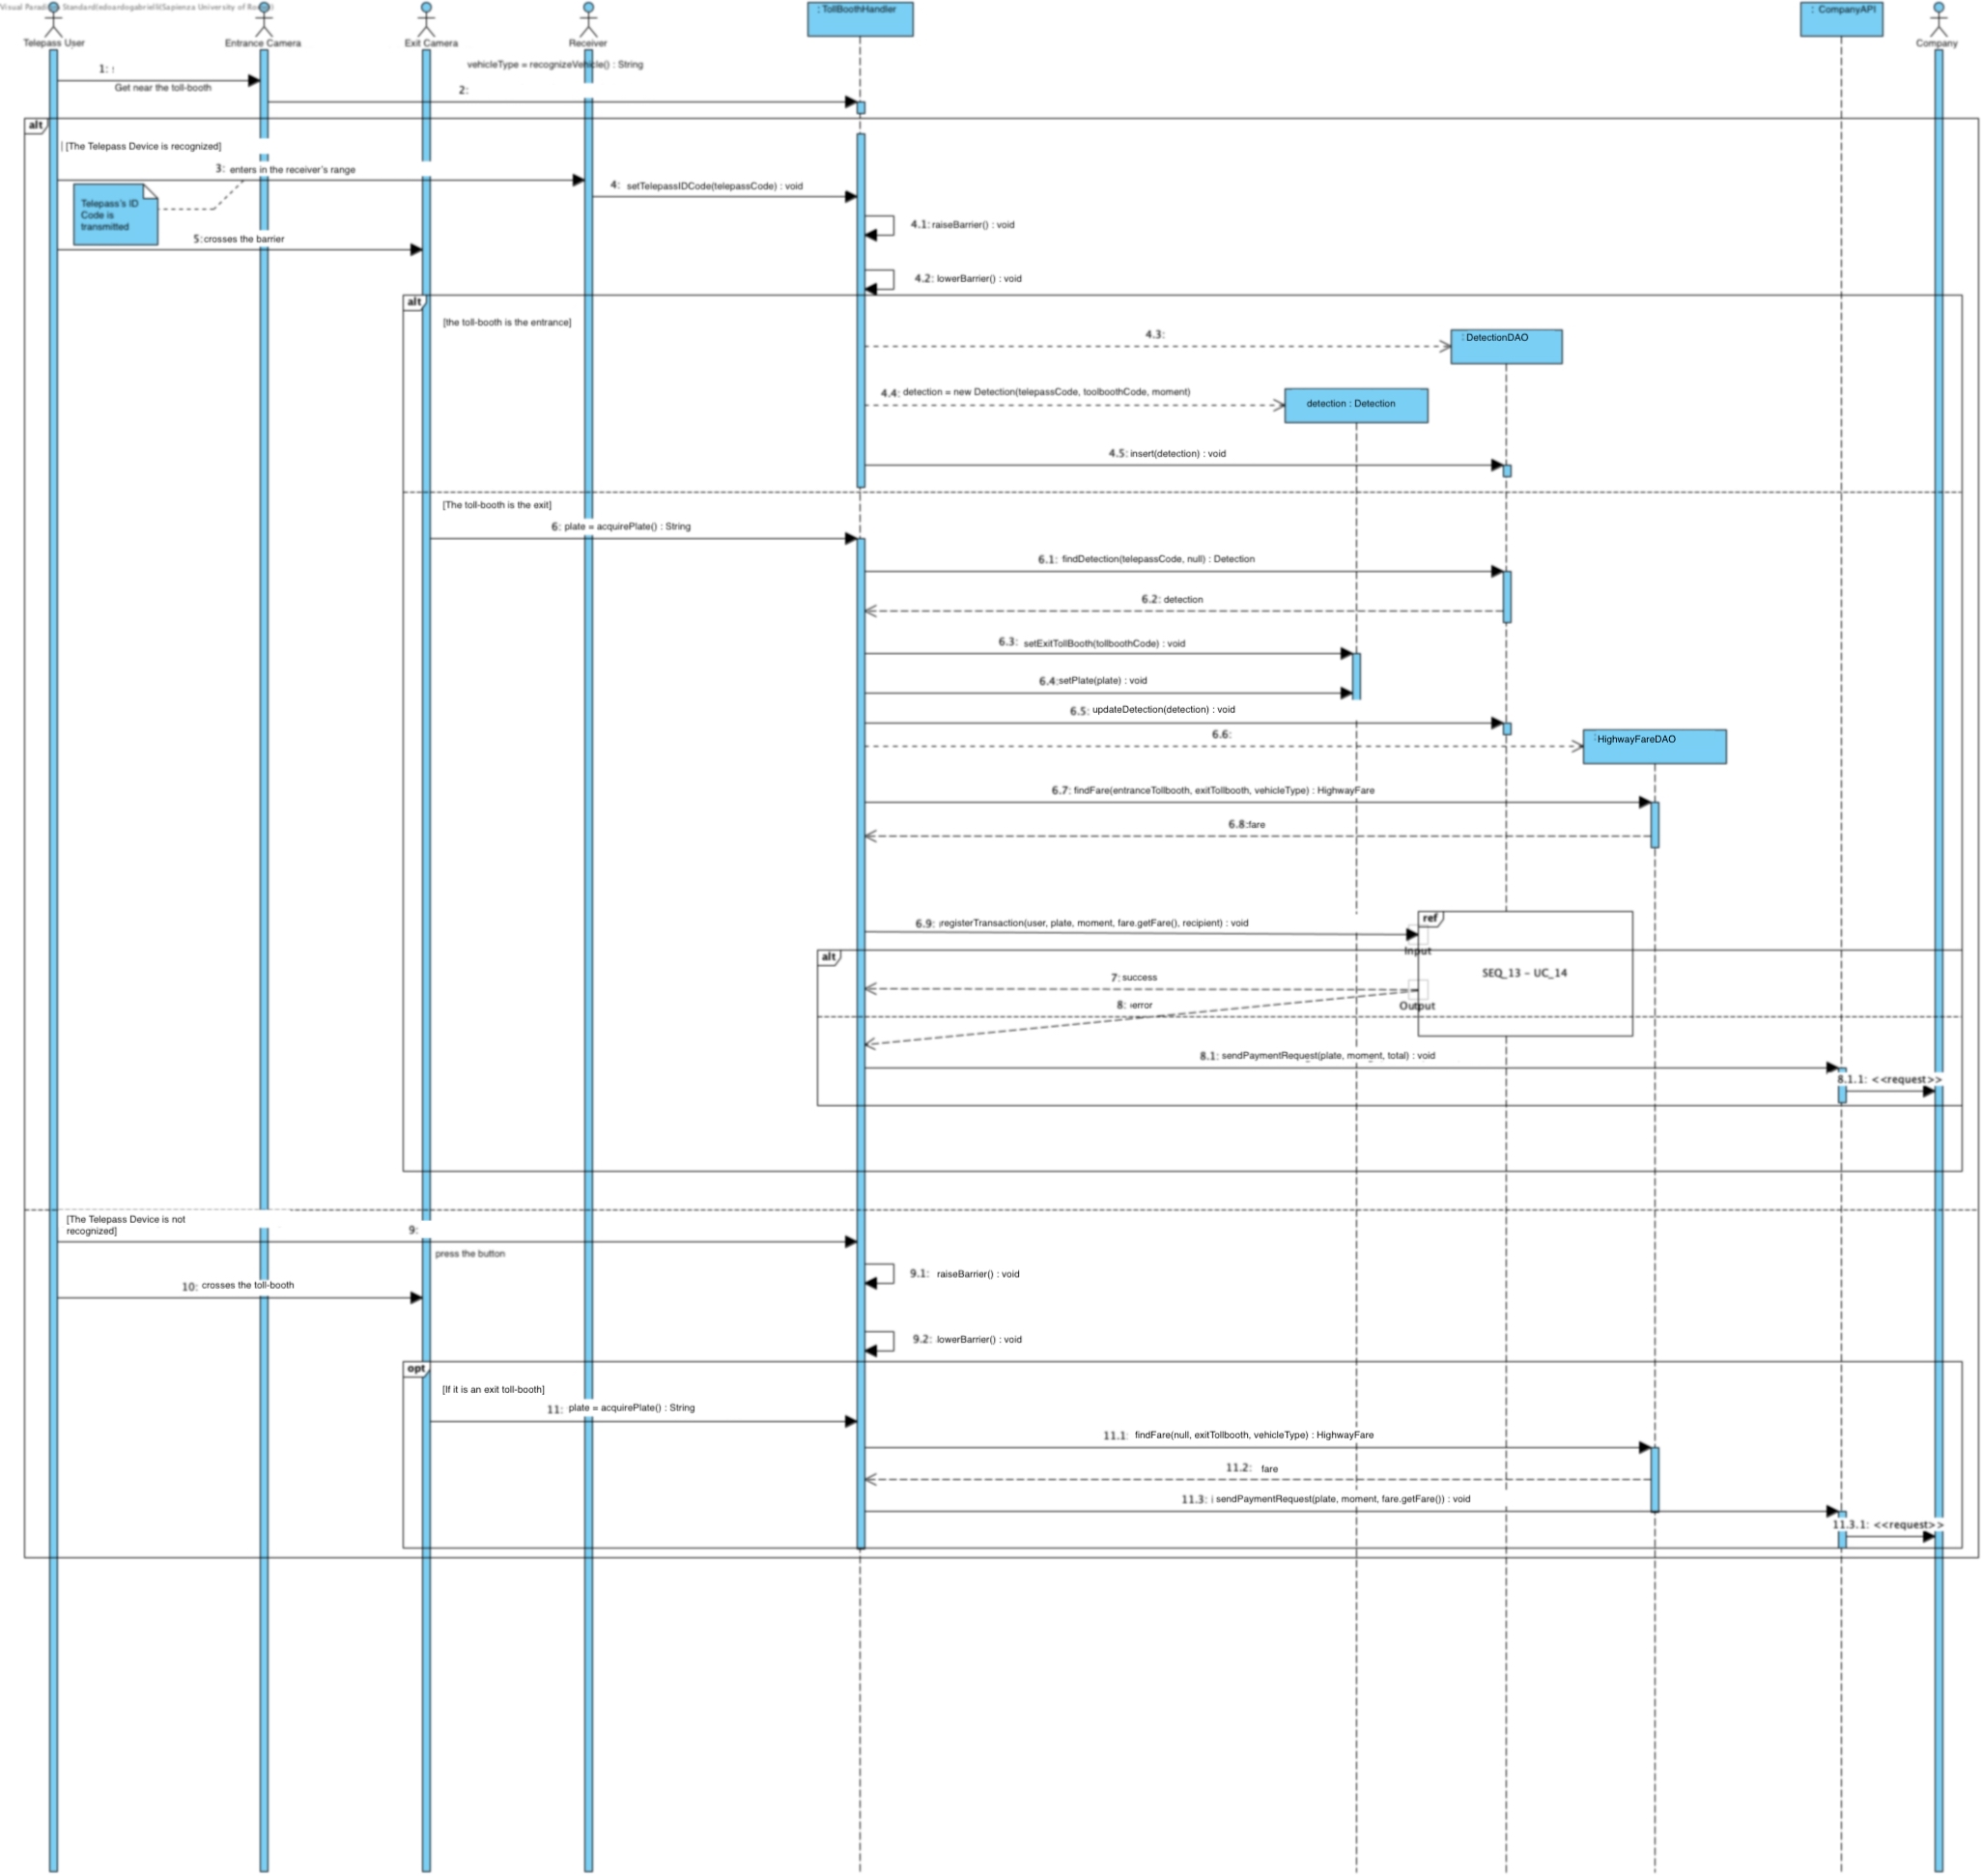 Visual Paradigm Standard(edoardogabrielli(Sapienza University of Rome))
Telepass User
Entrance Camera
Exit Camera
Receiver
: TollBoothHandler
: CompanyAPI
Company
1:
Get near the toll-booth
vehicleType = recognizeVehicle() : String
2:
alt
[The Telepass Device is recognized]
3: enters in the receiver's range
4: setTelepassIDCode(telepassCode) : void
Telepass's ID
Code is
transmitted
4.1: raiseBarrier() : void
5: crosses the barrier
4.2: lowerBarrier() : void
alt
[the toll-booth is the entrance]
4.3:
DetectionDAO
4.4: detection = new Detection(telepassCode, toolboothCode, moment)
detection : Detection
4.5: insert(detection) : void
[The toll-booth is the exit]
6: plate = acquirePlate() : String
6.1: findDetection(telepassCode, null) : Detection
6.2: detection
6.3: setExitTollBooth(tollboothCode) : void
6.4: setPlate(plate) : void
6.5: updateDetection(detection) : void
6.6:
HighwayFareDAO
6.7: findFare(entranceTollbooth, exitTollbooth, vehicleType) : HighwayFare
6.8: fare
6.9: registerTransaction(user, plate, moment, fare.getFare(), recipient) : void
ref
Input
alt
SEQ_13 - UC_14
7: success
8: error
Output
8.1: sendPaymentRequest(plate, moment, total) : void
8.1.1: <<request>>
[The Telepass Device is not
recognized]
9:
press the button
9.1: raiseBarrier() : void
10: crosses the toll-booth
9.2: lowerBarrier() : void
opt
[If it is an exit toll-booth]
11: plate = acquirePlate() : String
11.1: findFare(null, exitTollbooth, vehicleType) : HighwayFare
11.2: fare
11.3: sendPaymentRequest(plate, moment, fare.getFare()) : void
11.3.1: <<request>>